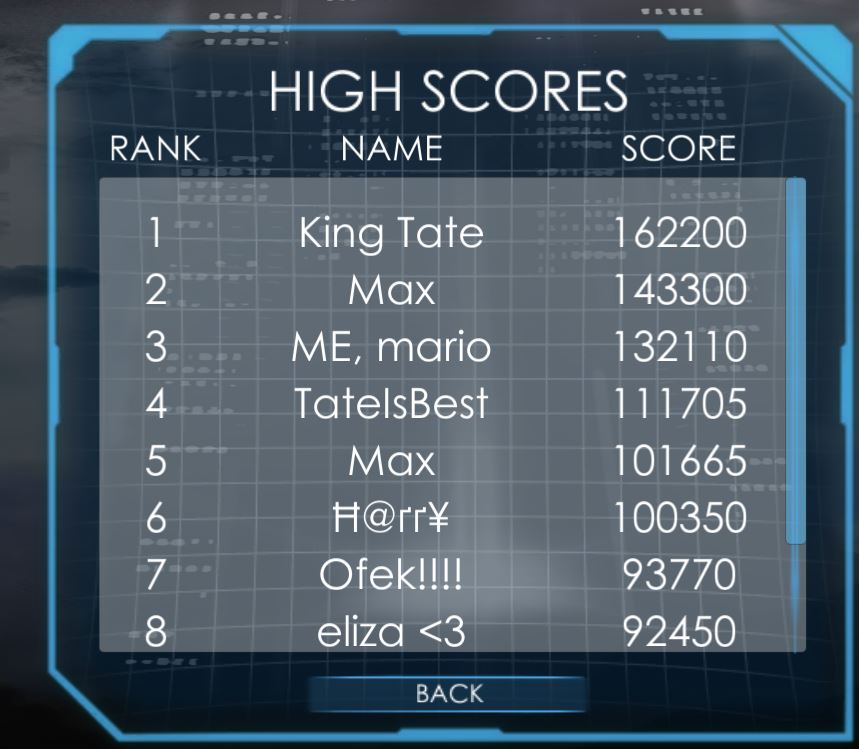 HIGH SCORES
RANK NAME SCORE
1 King Tate 162200
2 Max 143300
3 ME, mario 132110
4 TateIsBest 111705
5 Max 101665
6 Ħ@rґ¥ 100350
7 Ofek!!!! 93770
8 eliza <3 92450
BACK